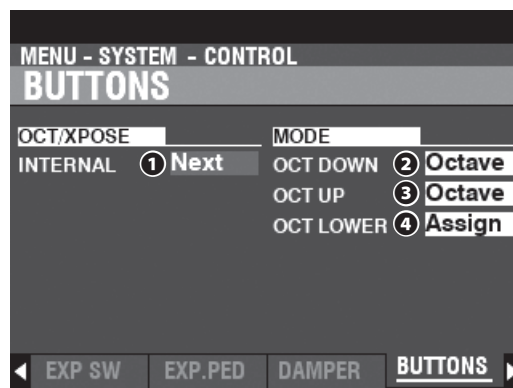 MENU - SYSTEM - CONTROL
BUTTONS
OCT/XPOSE
MODE
INTERNAL 1 Next
OCT DOWN 2 Octave
OCT UP 3 Octave
OCT LOWER 4 Assign
EXP SW EXP.PED DAMPER BUTTONS